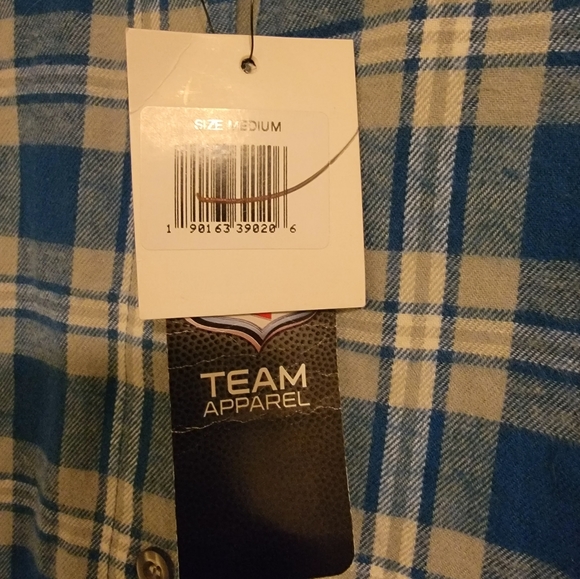 SIZE MEDIUM
1 90163 39020 6
TEAM
APPAREL